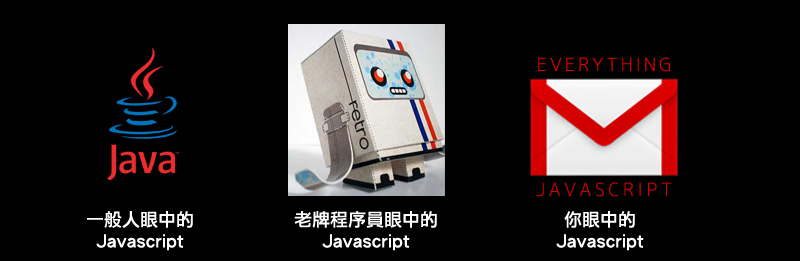 Java
一般人眼中的
Javascript
retro
老牌程序員眼中的
Javascript
EVERYTHING
JAVASCRIPT
你眼中的
Javascript